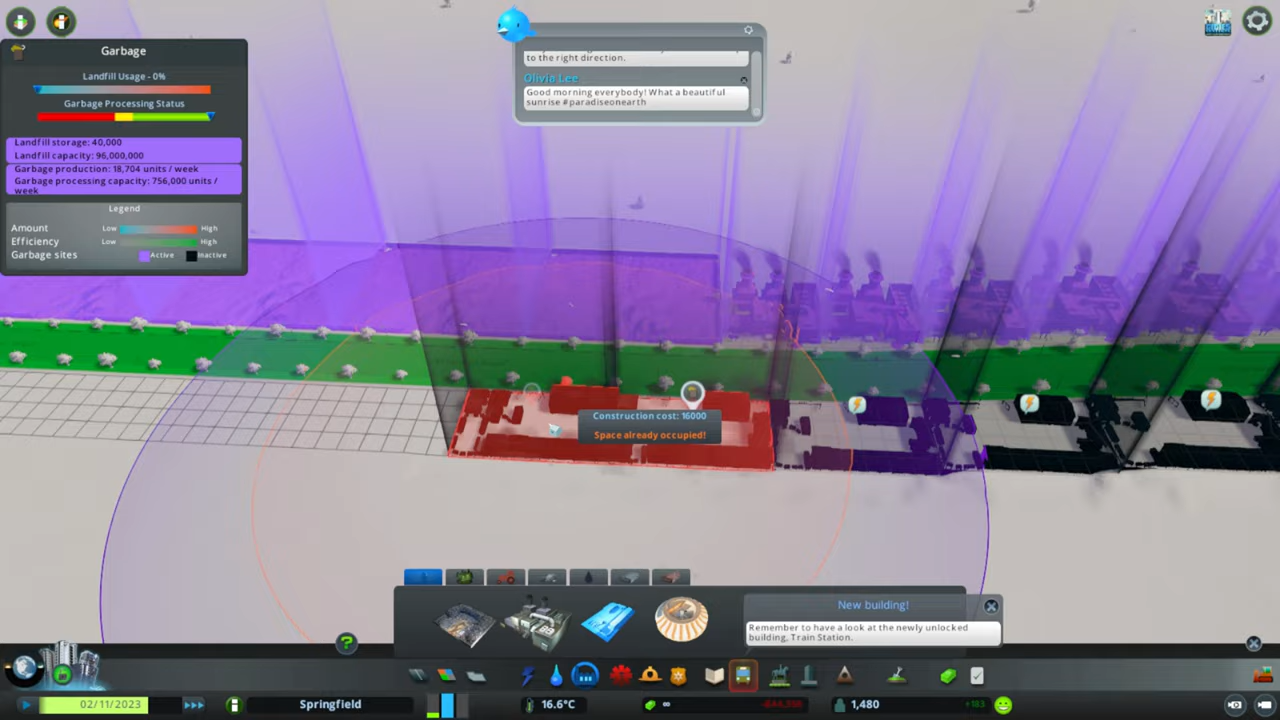 Garbage
Landfill Usage - 0%
Garbage Processing Status
Landfill storage: 40,000
Landfill capacity: 96,000,000
Garbage production: 18,704 units / week
Garbage processing capacity: 756,000 units /
week
Legend
Amount Low High
Efficiency Low High
Garbage sites Active Inactive
to the right direction.
Olivia Lee
Good morning everybody! What a beautiful
sunrise #paradiseonearth
Construction cost: 16000
Space already occupied!
New building!
Remember to have a look at the newly unlocked
building, Train Station.
?
02/11/2023
Springfield
16.6°C
∞
1,480
+183